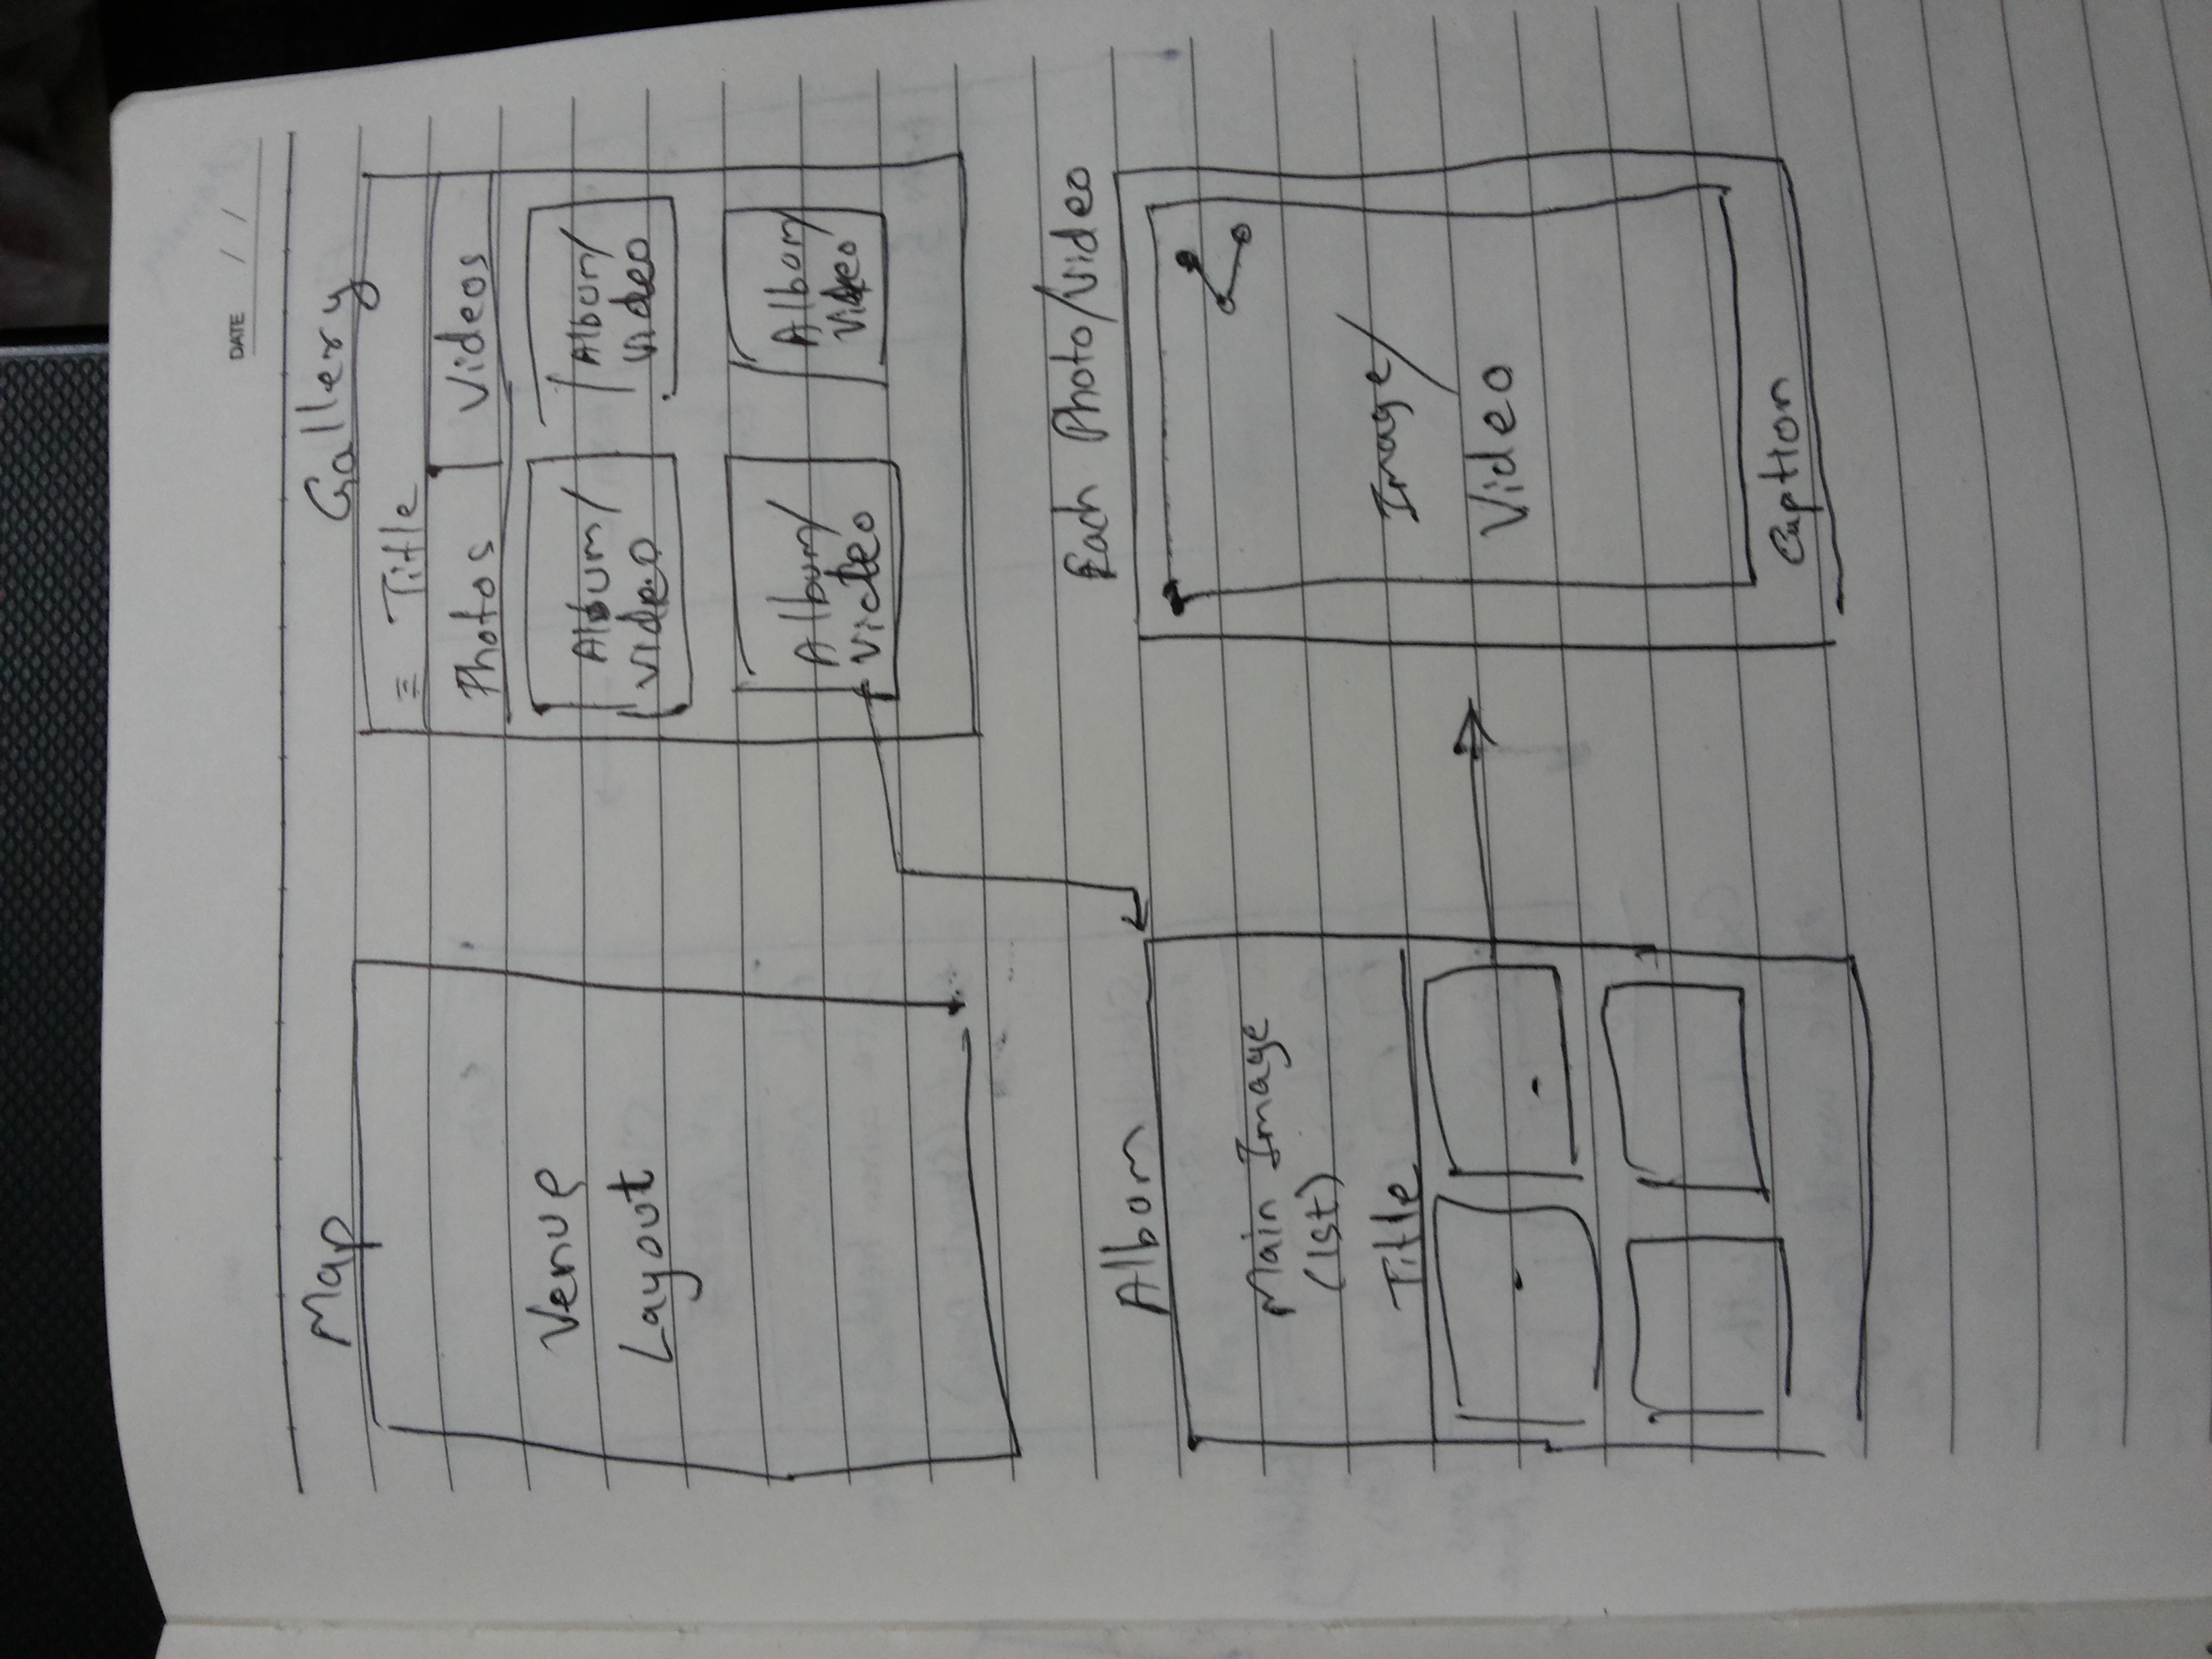 DATE / /
Map
Venue
Layout
Gallery
≡ Title
Photos Videos
Album/
Video
Album/
Video
Album/
Video
Album/
Video
Album
Main Image
(1st)
Title
Each Photo/Video
Image/
Video
Caption